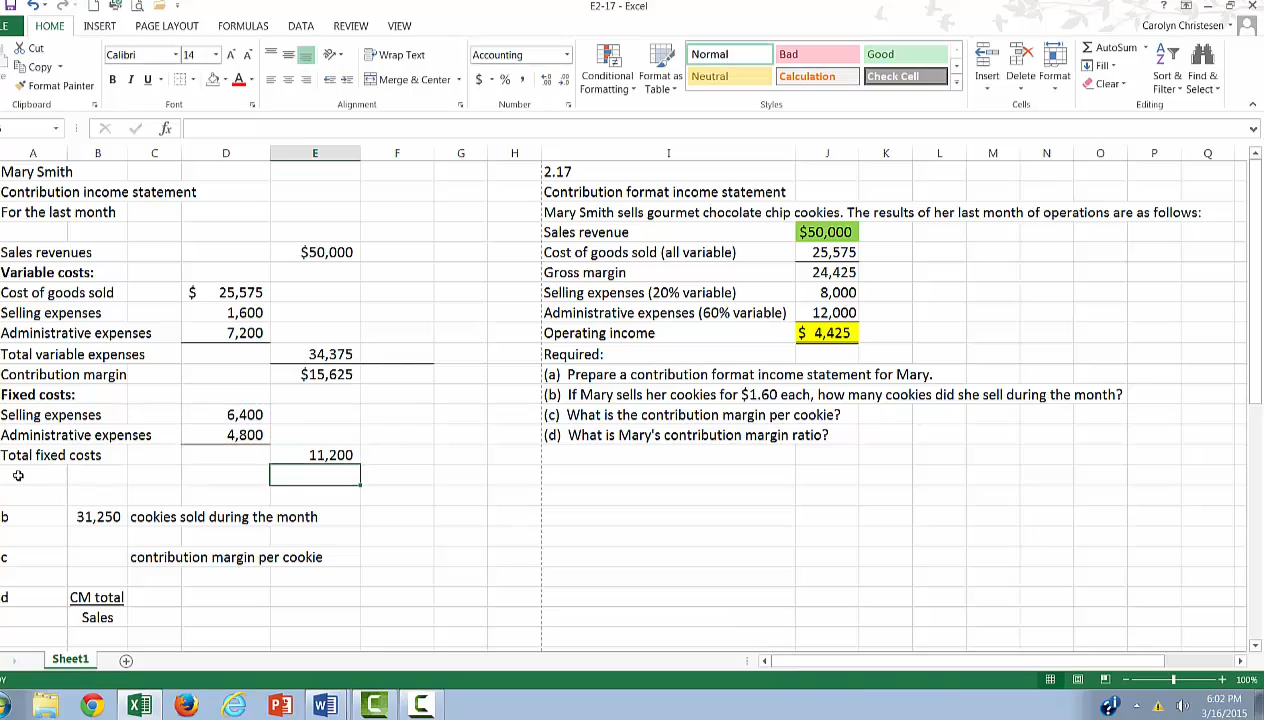 E2-17 - Excel
LE HOME INSERT PAGE LAYOUT FORMULAS DATA REVIEW VIEW Carolyn Christesen
Cut
Copy
Format Painter
Clipboard
Calibri 14
B I U
Font
Wrap Text
Merge & Center
Alignment
Accounting
$ % ,
Number
Conditional Formatting
Format as Table
Normal Bad Good
Neutral Calculation Check Cell
Styles
Insert Delete Format
Cells
AutoSum
Fill
Clear
Sort & Filter
Find & Select
Editing
fx
A B C D E F G H I J K L M N O P Q
Mary Smith
Contribution income statement
For the last month
Sales revenues $50,000
Variable costs:
Cost of goods sold $ 25,575
Selling expenses 1,600
Administrative expenses 7,200
Total variable expenses 34,375
Contribution margin $15,625
Fixed costs:
Selling expenses 6,400
Administrative expenses 4,800
Total fixed costs 11,200
b 31,250 cookies sold during the month
c contribution margin per cookie
d CM total
Sales
2.17
Contribution format income statement
Mary Smith sells gourmet chocolate chip cookies. The results of her last month of operations are as follows:
Sales revenue $50,000
Cost of goods sold (all variable) 25,575
Gross margin 24,425
Selling expenses (20% variable) 8,000
Administrative expenses (60% variable) 12,000
Operating income $ 4,425
Required:
(a) Prepare a contribution format income statement for Mary.
(b) If Mary sells her cookies for $1.60 each, how many cookies did she sell during the month?
(c) What is the contribution margin per cookie?
(d) What is Mary's contribution margin ratio?
Sheet1
DY 100%
6:02 PM
3/16/2015